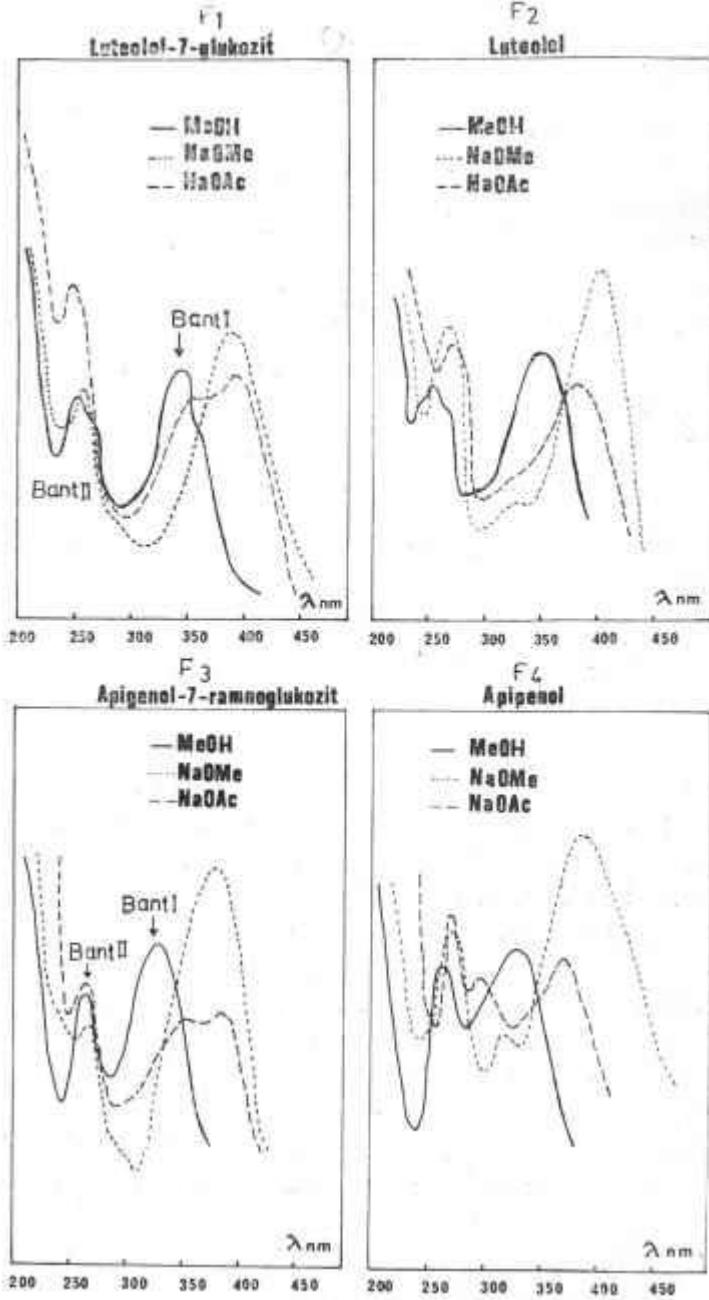 F1
Luteolol-7-glukozit
MeOH
NaOMe
NaOAc
Bant I
Bant II
λ nm
200 250 300 350 400 450
F2
Luteolol
MeOH
NaOMe
NaOAc
λ nm
200 250 300 350 400 450
F3
Apigenol-7-ramnoglukozit
MeOH
NaOMe
NaOAc
Bant I
Bant II
λ nm
200 250 300 350 400 450
F4
Apipenol
MeOH
NaOMe
NaOAc
λ nm
200 250 300 350 400 450